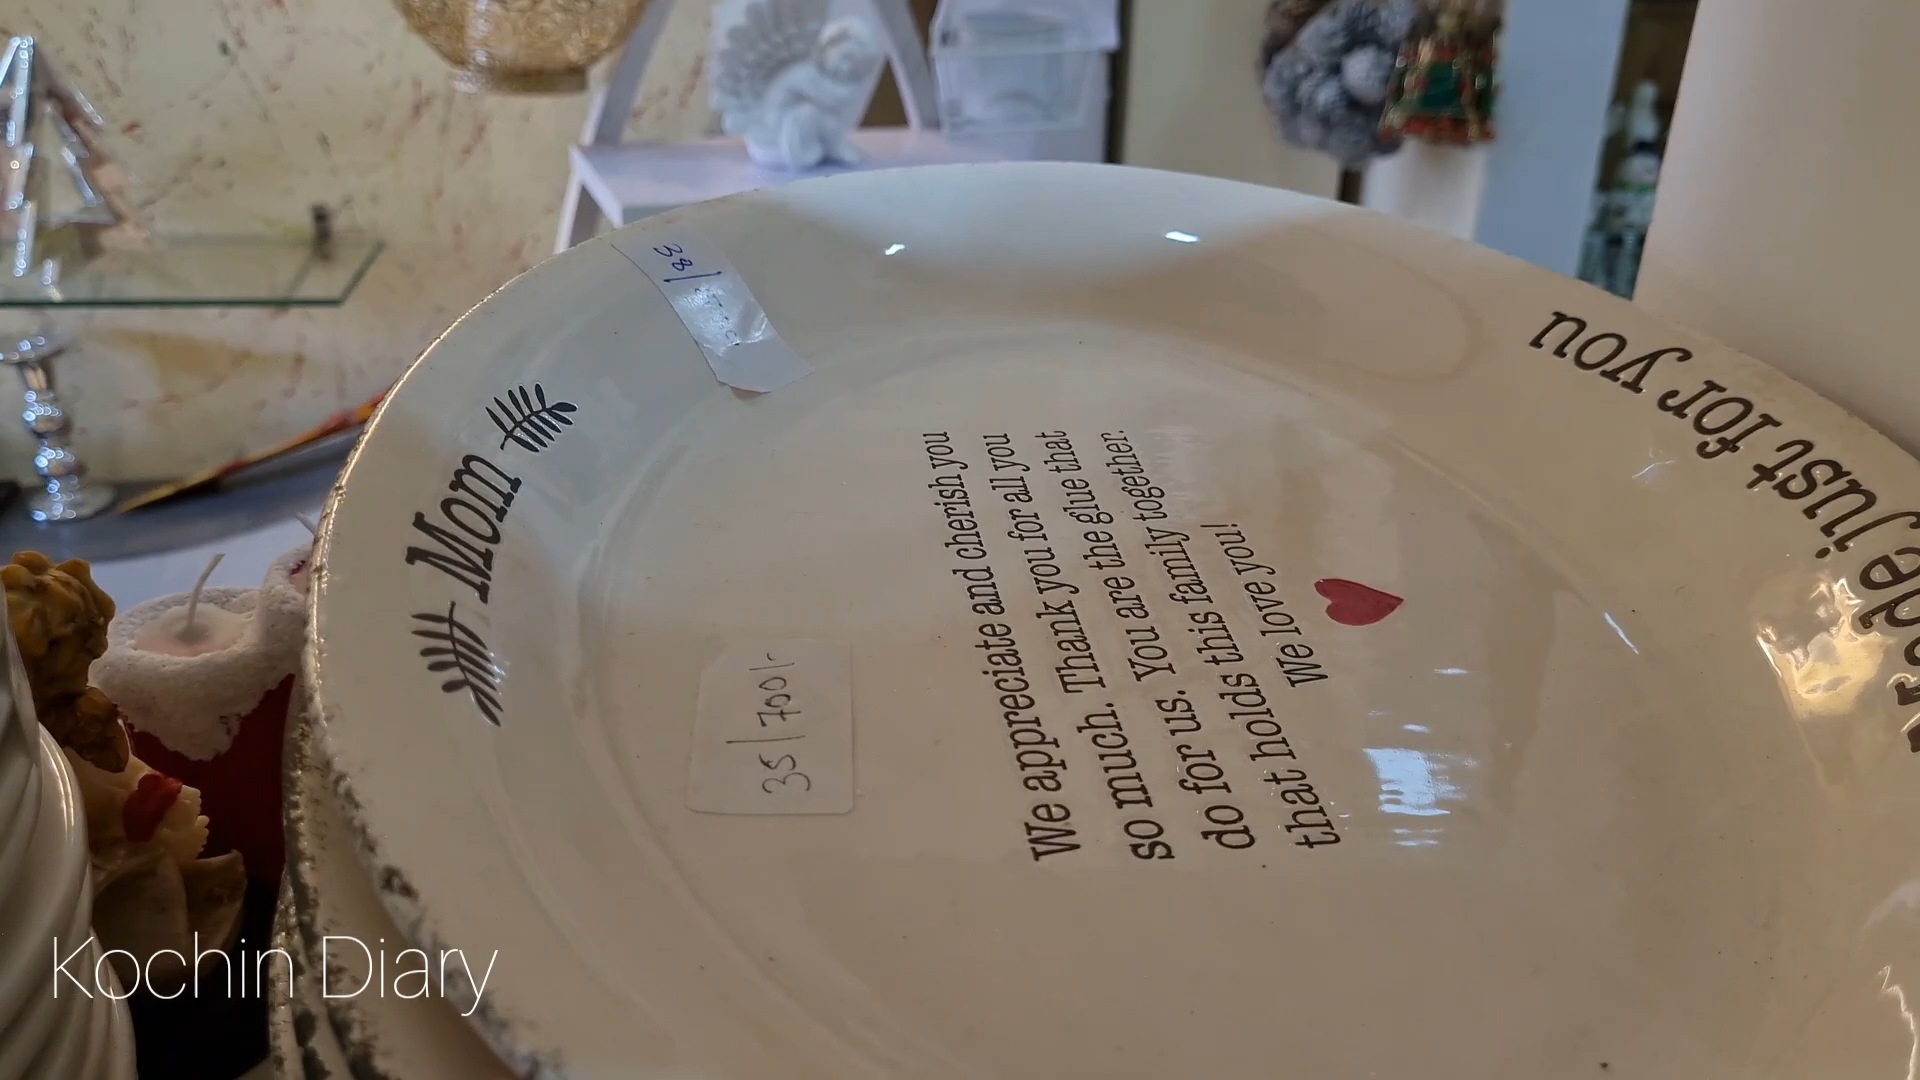 Mom
We appreciate and cherish you
so much. Thank you for all you
do for us. You are the glue that
that holds this family together.
We love you!
just for you
38/
35/700/-
Kochin Diary